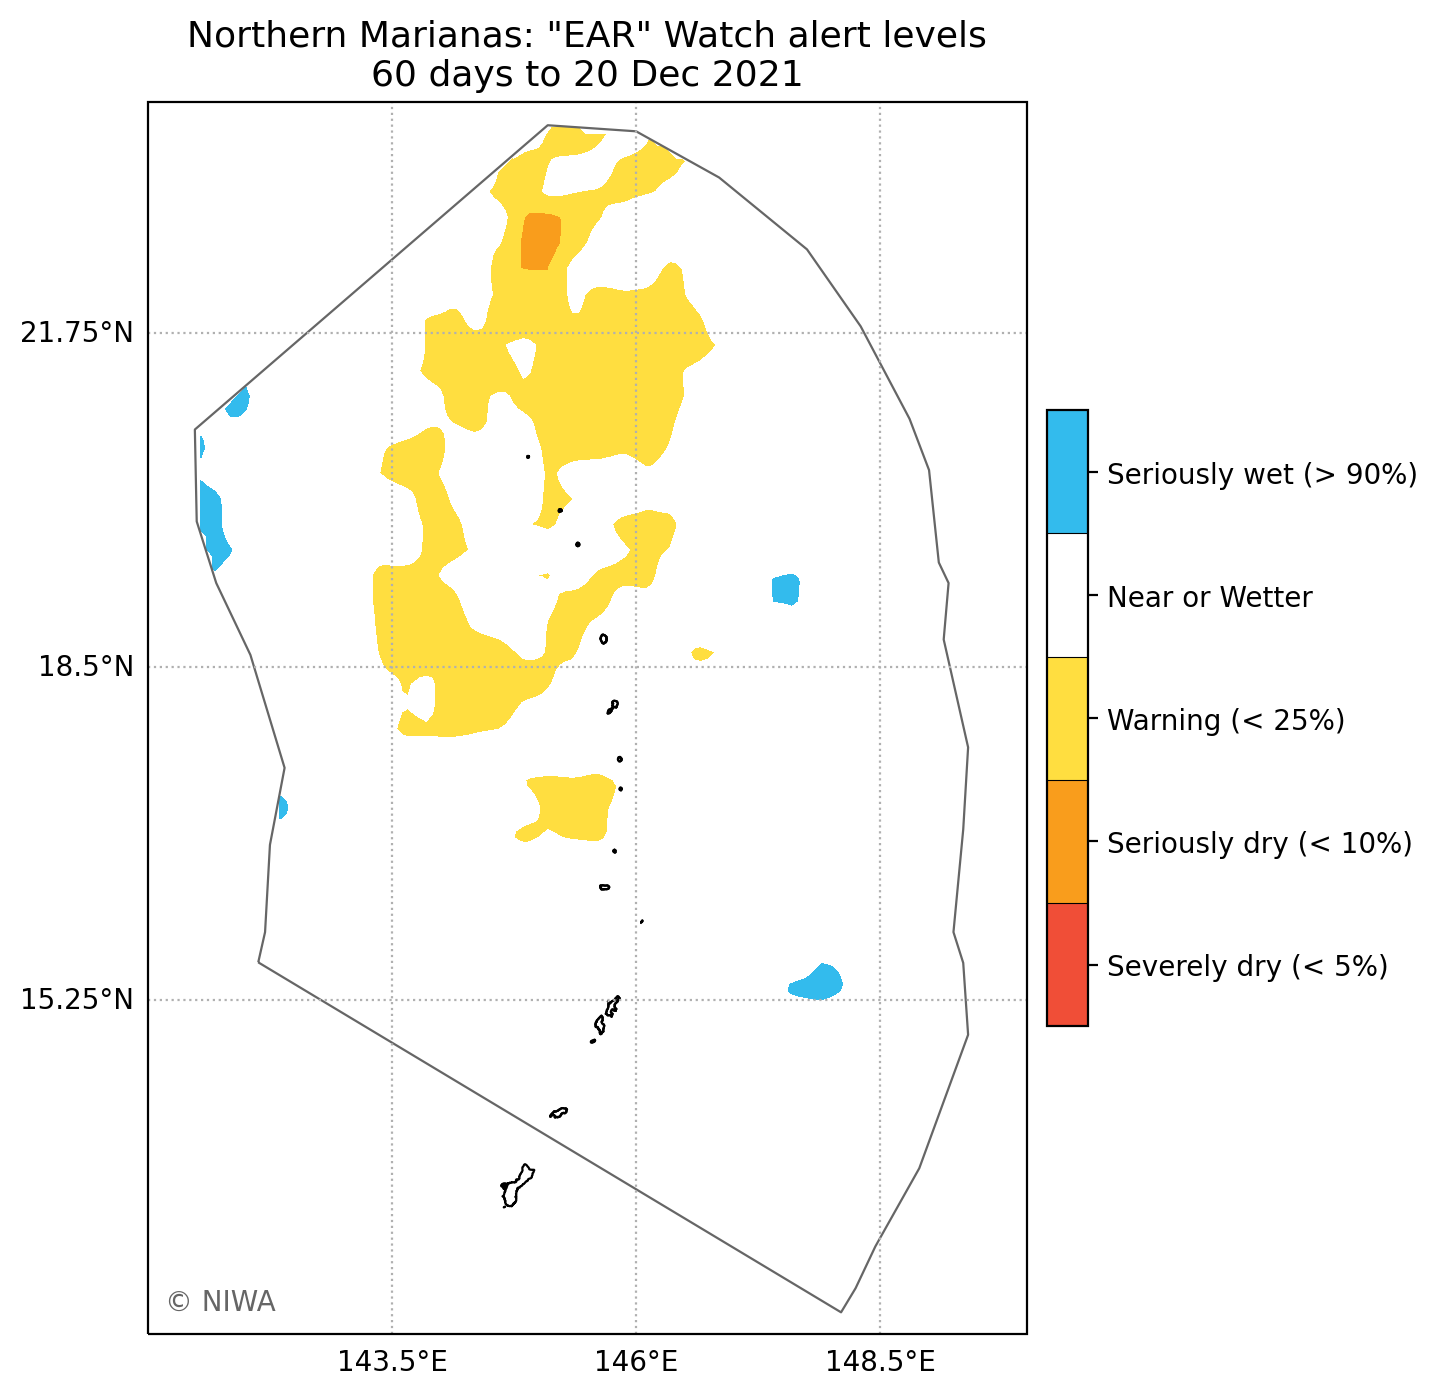 Northern Marianas: "EAR" Watch alert levels
60 days to 20 Dec 2021
21.75°N
18.5°N
15.25°N
143.5°E
146°E
148.5°E
Seriously wet (> 90%)
Near or Wetter
Warning (< 25%)
Seriously dry (< 10%)
Severely dry (< 5%)
© NIWA